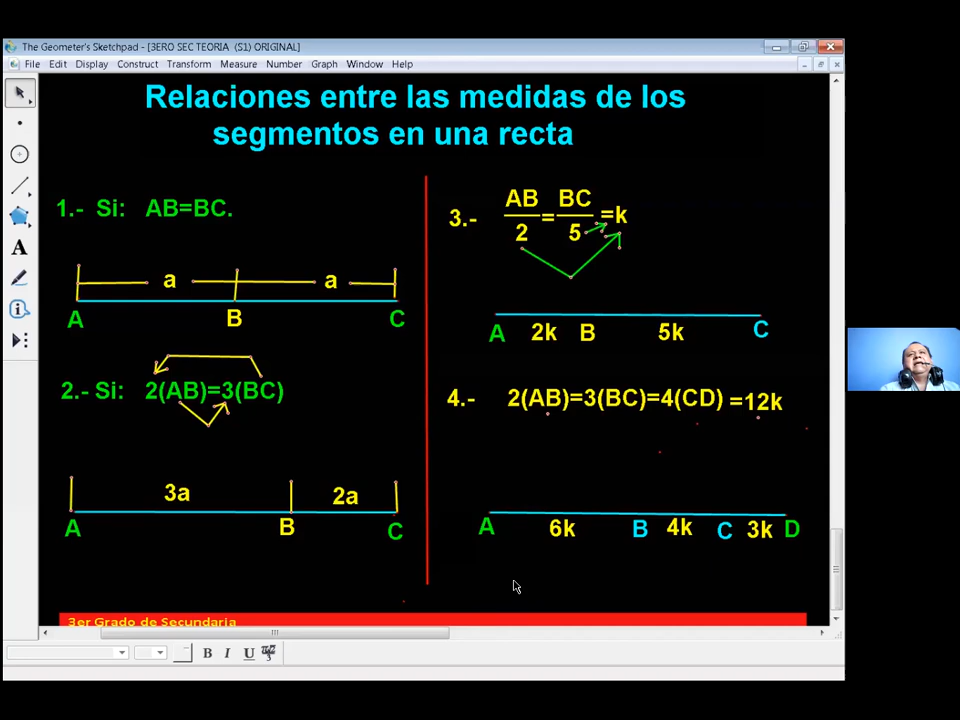 The Geometer's Sketchpad - [3ERO SEC TEORIA (S1) ORIGINAL]
File Edit Display Construct Transform Measure Number Graph Window Help
Relaciones entre las medidas de los
segmentos en una recta
1.- Si: AB=BC.
a a
A B C
2.- Si: 2(AB)=3(BC)
3a 2a
A B C
3.- AB/2 = BC/5 =k
A 2k B 5k C
4.- 2(AB)=3(BC)=4(CD) =12k
A 6k B 4k C 3k D
3er Grado de Secundaria
A
B I U